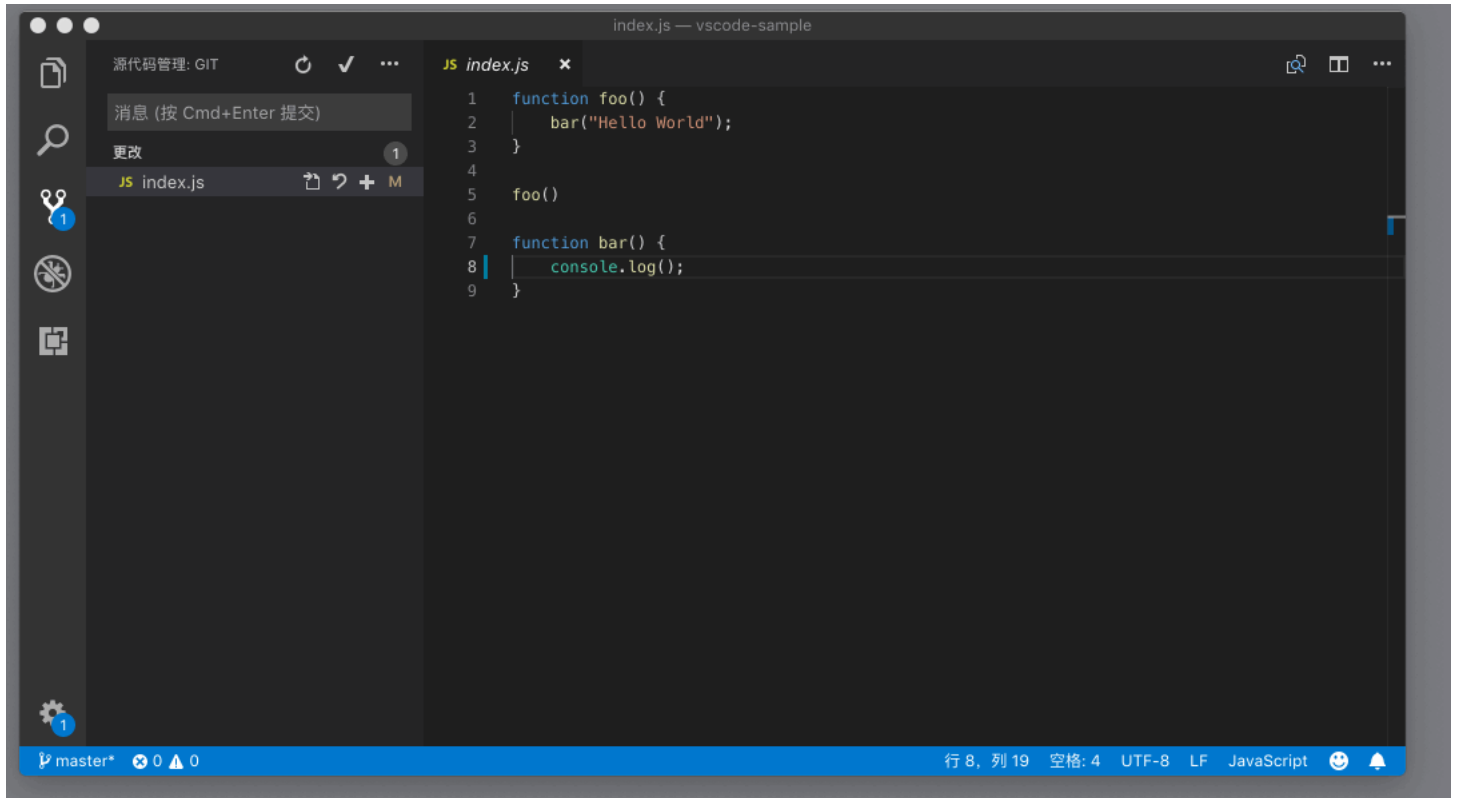 index.js — vscode-sample
源代码管理: GIT
消息 (按 Cmd+Enter 提交)
更改 1
JS index.js M
1
1
JS index.js
1 function foo() {
2 bar("Hello World");
3 }
4
5 foo()
6
7 function bar() {
8 console.log();
9 }
master* 0 0 行 8，列 19 空格: 4 UTF-8 LF JavaScript